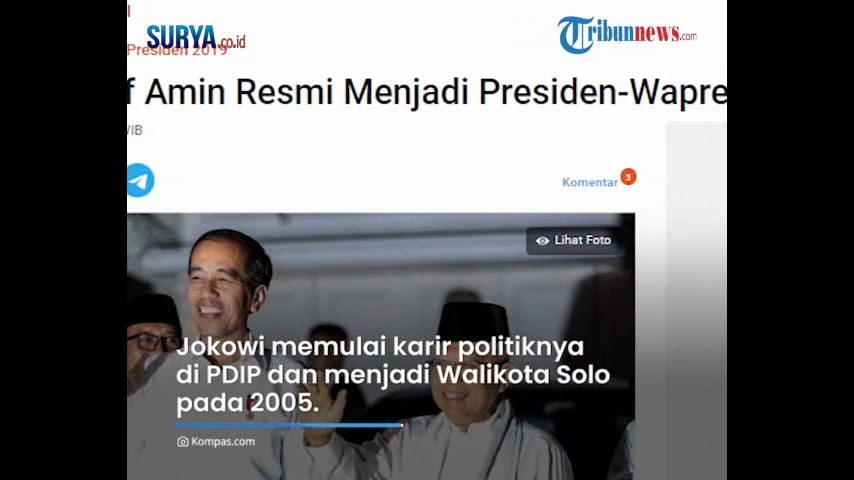 SURYA.co.id
Tribunnews.com
Presiden 2019
f Amin Resmi Menjadi Presiden-Wapre
WIB
Komentar 3
Lihat Foto
Jokowi memulai karir politiknya
di PDIP dan menjadi Walikota Solo
pada 2005.
Kompas.com